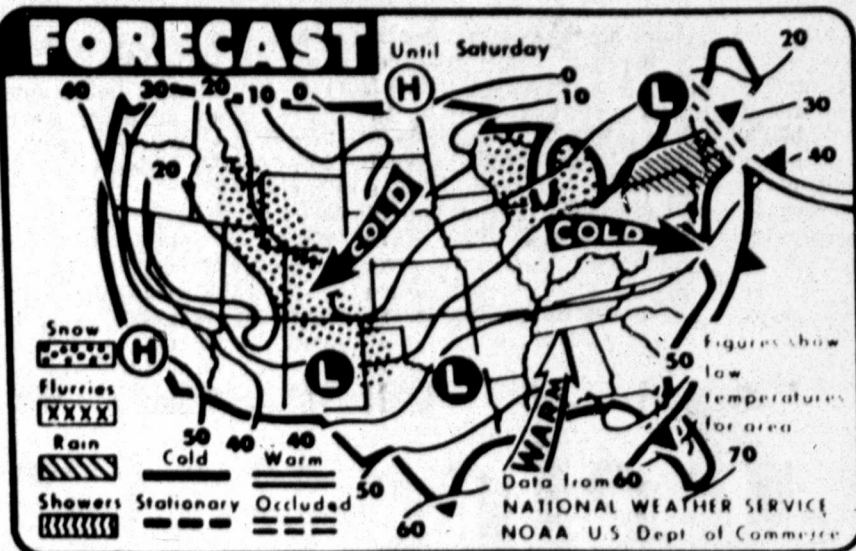 FORECAST
Until Saturday
40 30 20 10 0 H 0 L 20
10 30
40
20
COLD
COLD
Snow
H
L L
50 Figures show
low
temperatures
for area
Flurries
XXXX
WARM
Rain
50 40 40
Cold Warm
50
60
70
Data from 60
Showers Stationary Occluded
60
NATIONAL WEATHER SERVICE
NOAA U.S. Dept of Commerce